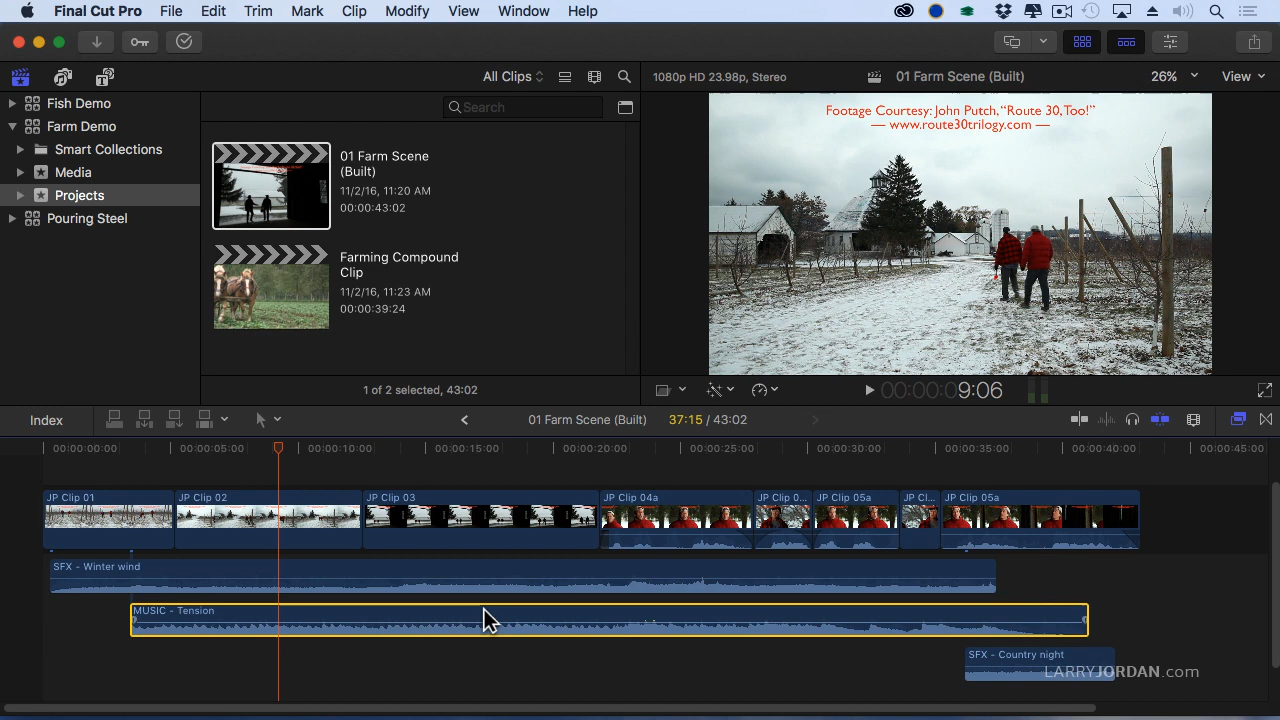 Final Cut Pro File Edit Trim Mark Clip Modify View Window Help
All Clips
1080p HD 23.98p, Stereo
01 Farm Scene (Built)
26%
View
Fish Demo
Farm Demo
Smart Collections
Media
Projects
Pouring Steel
Search
01 Farm Scene
(Built)
11/2/16, 11:20 AM
00:00:43:02
Farming Compound
Clip
11/2/16, 11:23 AM
00:00:39:24
1 of 2 selected, 43:02
Footage Courtesy: John Putch, “Route 30, Too!”
— www.route30trilogy.com —
00:00:09:06
Index
01 Farm Scene (Built)
37:15 / 43:02
00:00:00:00 00:00:05:00 00:00:10:00 00:00:15:00 00:00:20:00 00:00:25:00 00:00:30:00 00:00:35:00 00:00:40:00 00:00:45:00
JP Clip 01 JP Clip 02 JP Clip 03 JP Clip 04a JP Clip 0... JP Clip 05a JP Cl... JP Clip 05a
SFX - Winter wind
MUSIC - Tension
SFX - Country night
LARRYJORDAN.com